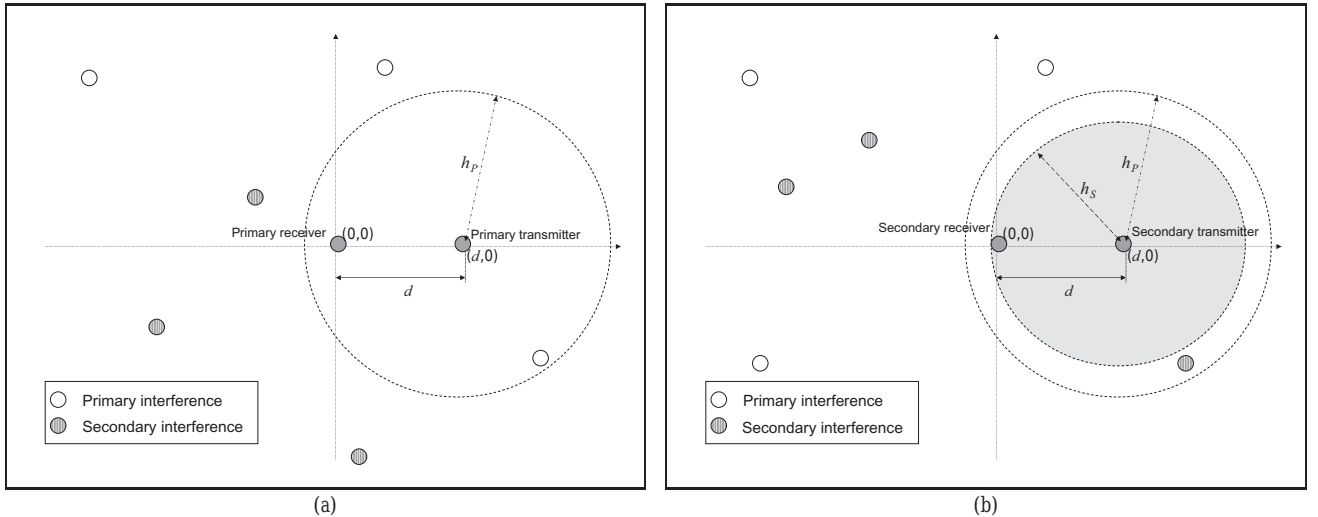 h_P
Primary receiver
(0,0)
Primary transmitter
(d,0)
d
Primary interference
Secondary interference
(a)
h_P
h_S
Secondary receiver
(0,0)
Secondary transmitter
(d,0)
d
Primary interference
Secondary interference
(b)